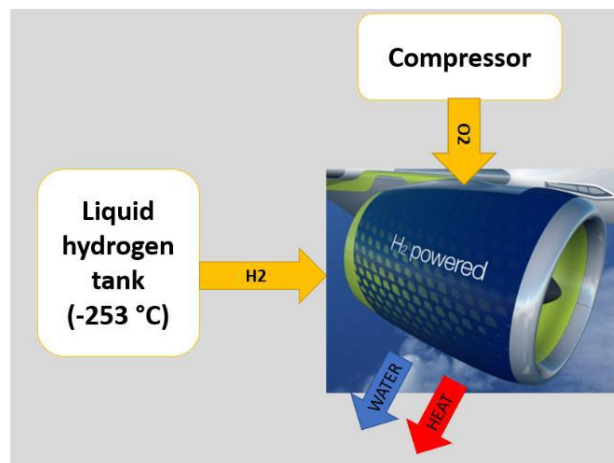 Compressor
O2
Liquid
hydrogen
tank
(-253 °C)
H2
H₂ powered
WATER
HEAT